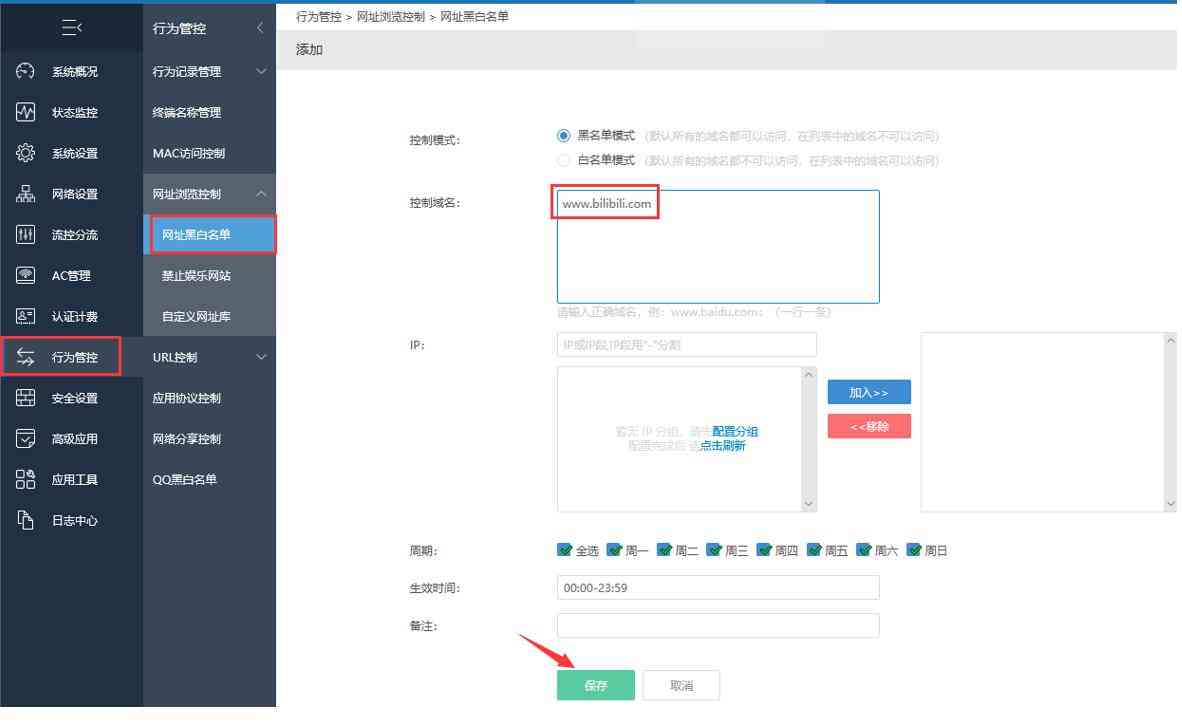 行为管控 > 网址浏览控制 > 网址黑白名单
添加
系统概况
状态监控
系统设置
网络设置
流控分流
AC管理
认证计费
行为管控
安全设置
高级应用
应用工具
日志中心
行为管控
行为记录管理
终端名称管理
MAC访问控制
网址浏览控制
网址黑白名单
禁止娱乐网站
自定义网址库
URL控制
应用协议控制
网络分享控制
QQ黑白名单
控制模式:
黑名单模式 (默认所有的域名都可以访问，在列表中的域名不可以访问)
白名单模式 (默认所有的域名都不可以访问，在列表中的域名可以访问)
控制域名:
www.bilibili.com
请输入正确域名，例：www.baidu.com；（一行一条）
IP:
IP或IP段,IP段用"-"分割
暂无 IP 分组，请先配置分组
配置完成后 请点击刷新
加入>>
<<移除
周期:
全选 周一 周二 周三 周四 周五 周六 周日
生效时间:
00:00-23:59
备注:
保存
取消